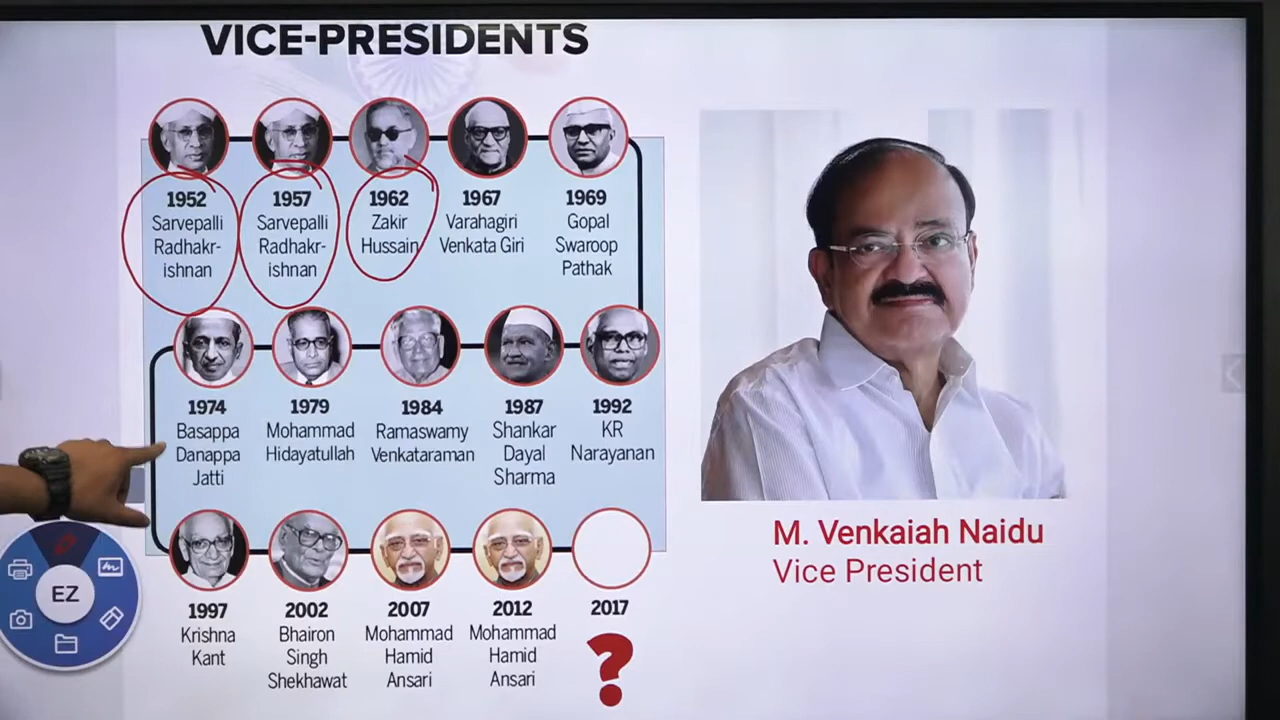 VICE-PRESIDENTS
1952
Sarvepalli
Radhakr-
ishnan
1957
Sarvepalli
Radhakr-
ishnan
1962
Zakir
Hussain
1967
Varahagiri
Venkata Giri
1969
Gopal
Swaroop
Pathak
1974
Basappa
Danappa
Jatti
1979
Mohammad
Hidayatullah
1984
Ramaswamy
Venkataraman
1987
Shankar
Dayal
Sharma
1992
KR
Narayanan
1997
Krishna
Kant
2002
Bhairon
Singh
Shekhawat
2007
Mohammad
Hamid
Ansari
2012
Mohammad
Hamid
Ansari
2017
?
M. Venkaiah Naidu
Vice President
EZ